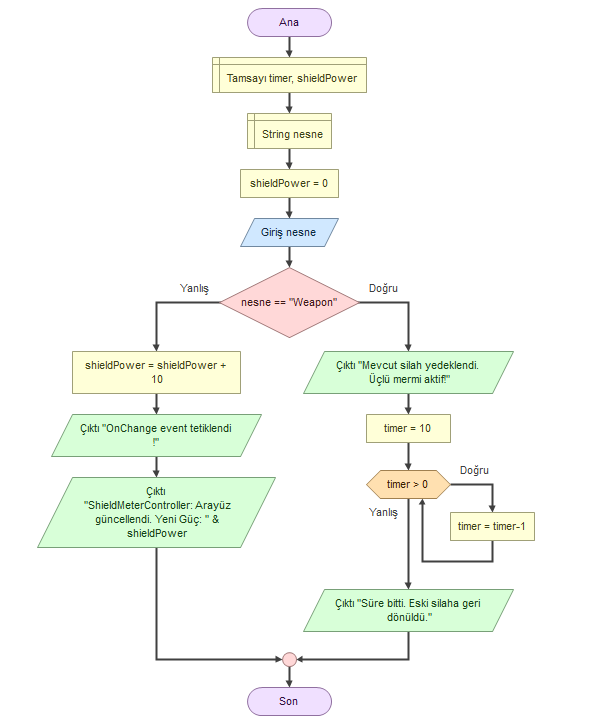 Ana
Tamsayı timer, shieldPower
String nesne
shieldPower = 0
Giriş nesne
nesne == "Weapon"
Yanlış
Doğru
shieldPower = shieldPower +
10
Çıktı "OnChange event tetiklendi
!"
Çıktı
"ShieldMeterController: Arayüz
güncellendi. Yeni Güç: " &
shieldPower
Çıktı "Mevcut silah yedeklendi.
Üçlü mermi aktif!"
timer = 10
timer > 0
Doğru
Yanlış
timer = timer-1
Çıktı "Süre bitti. Eski silaha geri
dönüldü."
Son